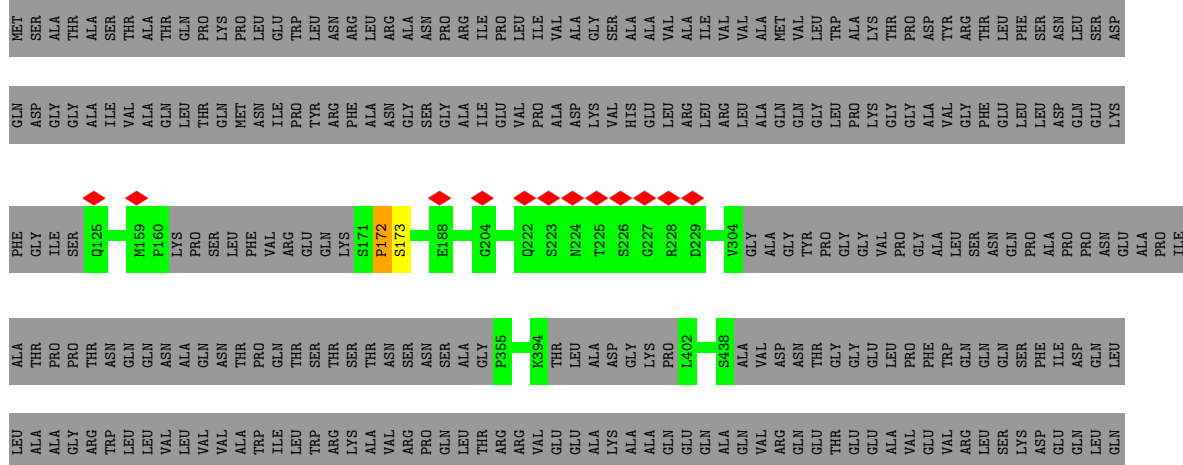 MET SER ALA THR ALA SER THR ALA THR GLN PRO LYS PRO LEU GLU TRP LEU ASN ARG LEU ARG ALA ASN PRO ARG ILE PRO LEU ILE VAL ALA GLY SER ALA ALA VAL ALA ILE VAL VAL ALA MET VAL LEU TRP ALA LYS THR PRO ASP TYR ARG THR LEU PHE SER ASN LEU SER ASP
GLN ASP GLY GLY ALA ILE VAL ALA GLN LEU THR GLN MET ASN ILE PRO TYR ARG PHE ALA ASN GLY SER GLY ALA ILE GLU VAL PRO ALA ASP LYS VAL HIS GLU LEU ARG LEU ARG LEU ALA GLN GLN GLY LEU PRO LYS GLY GLY ALA VAL GLY PHE GLU LEU LEU ASP GLN GLU LYS
PHE GLY ILE SER Q125 M159 P160 LYS PRO SER LEU PHE VAL ARG GLU GLN LYS S171 P172 S173 E188 G204 Q222 S223 N224 T225 S226 G227 R228 D229 V304 GLY ALA GLY TYR PRO GLY GLY VAL PRO GLY ALA LEU SER ASN GLN PRO ALA PRO PRO ASN GLU ALA PRO ILE
ALA THR PRO PRO THR ASN GLN GLN ASN ALA GLN ASN THR PRO GLN THR SER THR SER THR ASN SER ASN SER ALA GLY P355 K394 THR LEU ALA ASP GLY LYS PRO L402 S438 ALA VAL ASP ASN THR GLY GLY GLU LEU PRO PHE TRP GLN GLN GLN SER PHE ILE ASP GLN LEU
LEU ALA ALA GLY ARG TRP LEU LEU VAL LEU VAL VAL ALA TRP ILE LEU TRP ARG LYS ALA VAL ARG PRO GLN LEU THR ARG ARG VAL GLU GLU ALA LYS ALA ALA GLN GLU GLN ALA GLN VAL ARG GLN GLU THR GLU GLU ALA VAL GLU VAL ARG LEU SER LYS ASP GLU GLN LEU GLN